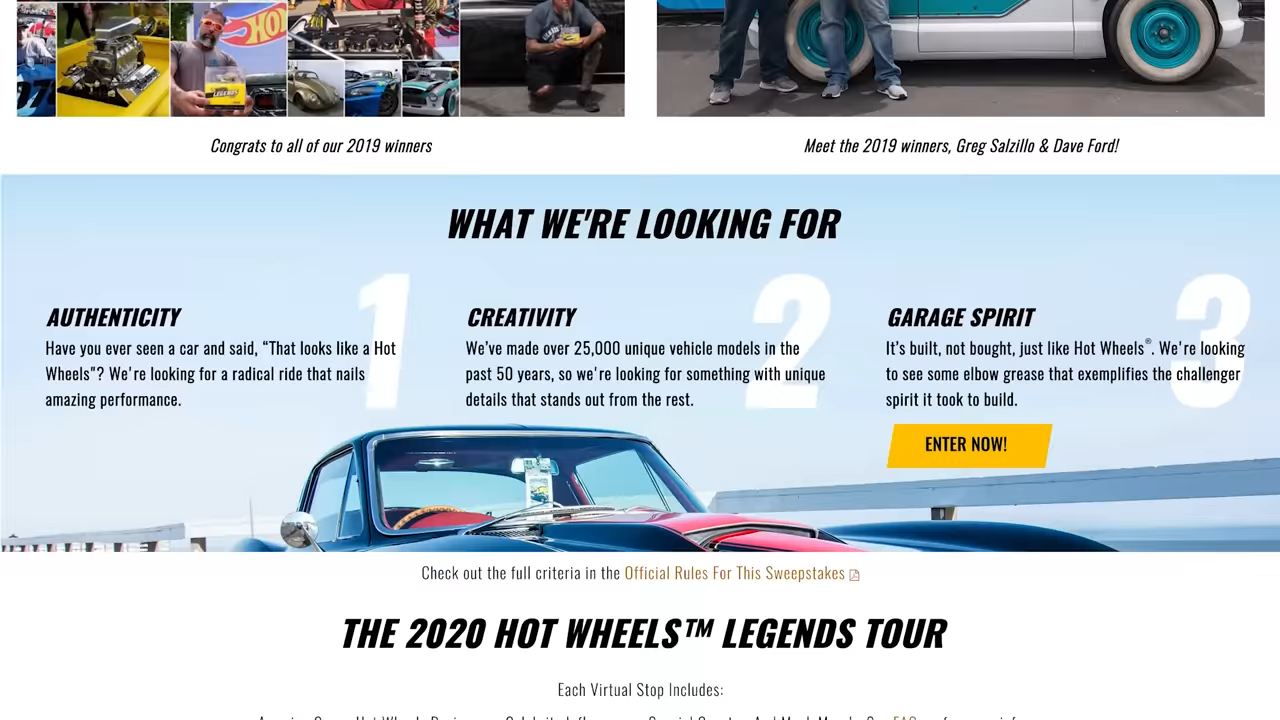 HOT
LEGENDS
Congrats to all of our 2019 winners
Meet the 2019 winners, Greg Salzillo & Dave Ford!
WHAT WE'RE LOOKING FOR
1
AUTHENTICITY
Have you ever seen a car and said, “That looks like a Hot
Wheels"? We're looking for a radical ride that nails
amazing performance.
2
CREATIVITY
We’ve made over 25,000 unique vehicle models in the
past 50 years, so we're looking for something with unique
details that stands out from the rest.
3
GARAGE SPIRIT
It’s built, not bought, just like Hot Wheels®. We're looking
to see some elbow grease that exemplifies the challenger
spirit it took to build.
ENTER NOW!
Check out the full criteria in the Official Rules For This Sweepstakes
THE 2020 HOT WHEELS™ LEGENDS TOUR
Each Virtual Stop Includes: